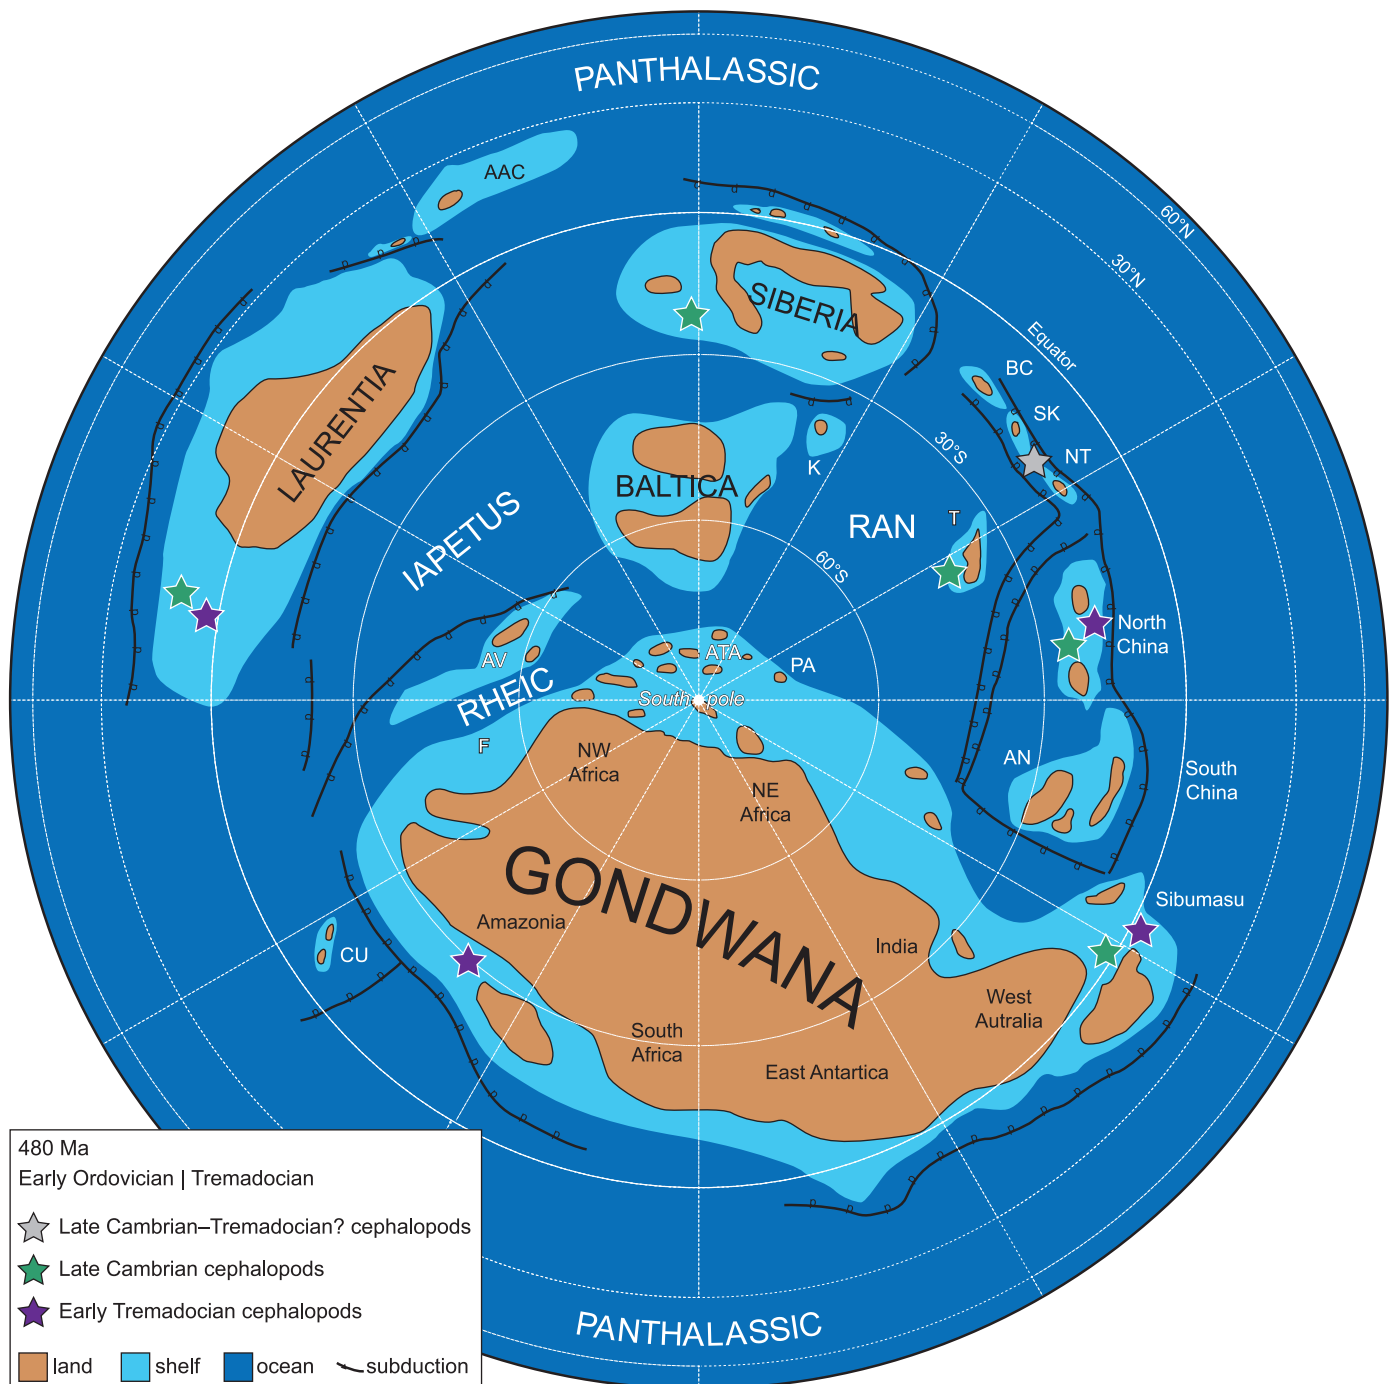 PANTHALASSIC
AAC
60°N
30°N
SIBERIA
Equator
BC
LAURENTIA
SK
30°S
NT
K
BALTICA
RAN
T
IAPETUS
60°S
North
China
ATA
PA
AV
RHEIC
South pole
F
NW
Africa
AN
South
China
NE
Africa
GONDWANA
Sibumasu
Amazonia
India
CU
West
Autralia
South
Africa
East Antartica
480 Ma
Early Ordovician | Tremadocian
Late Cambrian–Tremadocian? cephalopods
Late Cambrian cephalopods
Early Tremadocian cephalopods
land
shelf
ocean
subduction
PANTHALASSIC